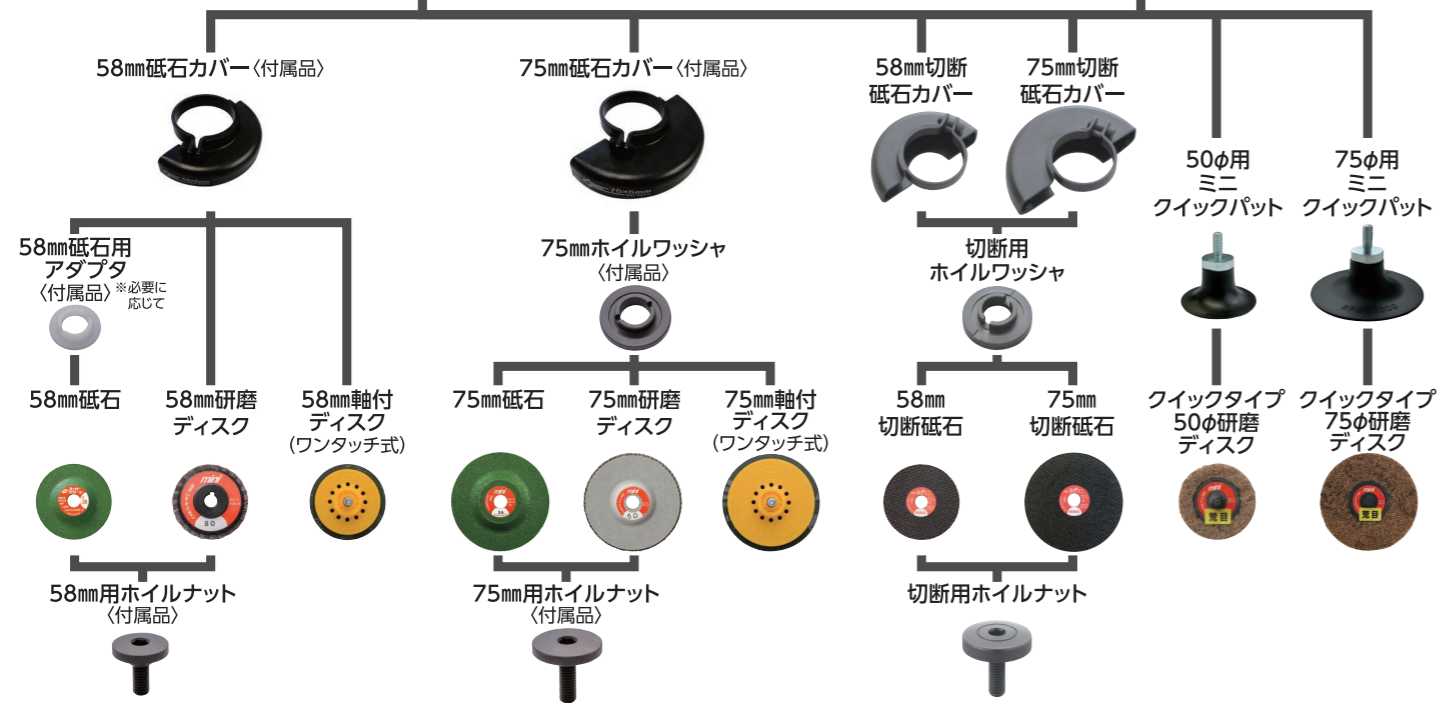 58㎜砥石カバー〈付属品〉
75㎜砥石カバー〈付属品〉
58㎜切断
砥石カバー
75㎜切断
砥石カバー
50φ用
ミニ
クイックパット
75φ用
ミニ
クイックパット
58㎜砥石用
アダプタ
〈付属品〉※必要に
応じて
75㎜ホイルワッシャ
〈付属品〉
切断用
ホイルワッシャ
58㎜砥石
58㎜研磨
ディスク
58㎜軸付
ディスク
(ワンタッチ式)
75㎜砥石
75㎜研磨
ディスク
75㎜軸付
ディスク
(ワンタッチ式)
58㎜
切断砥石
75㎜
切断砥石
クイックタイプ
50φ研磨
ディスク
クイックタイプ
75φ研磨
ディスク
mini
80
60
荒目
荒目
58㎜用ホイルナット
〈付属品〉
75㎜用ホイルナット
〈付属品〉
切断用ホイルナット